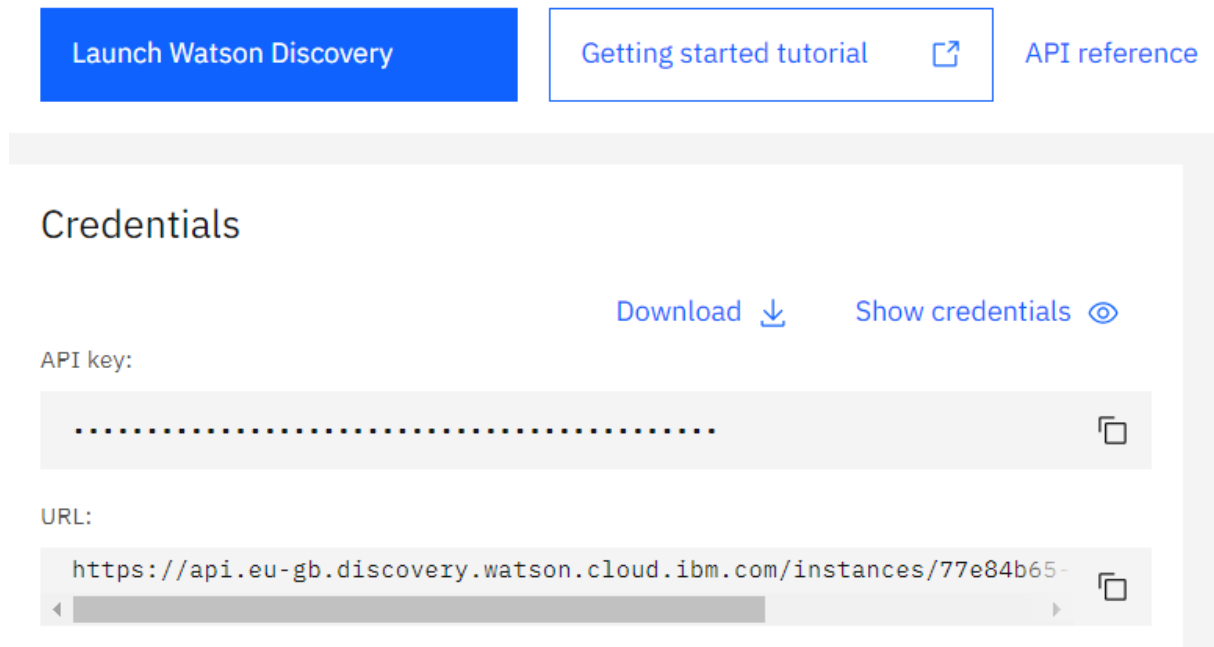 Launch Watson Discovery
Getting started tutorial
API reference
Credentials
Download
Show credentials
API key:
URL:
https://api.eu-gb.discovery.watson.cloud.ibm.com/instances/77e84b65-